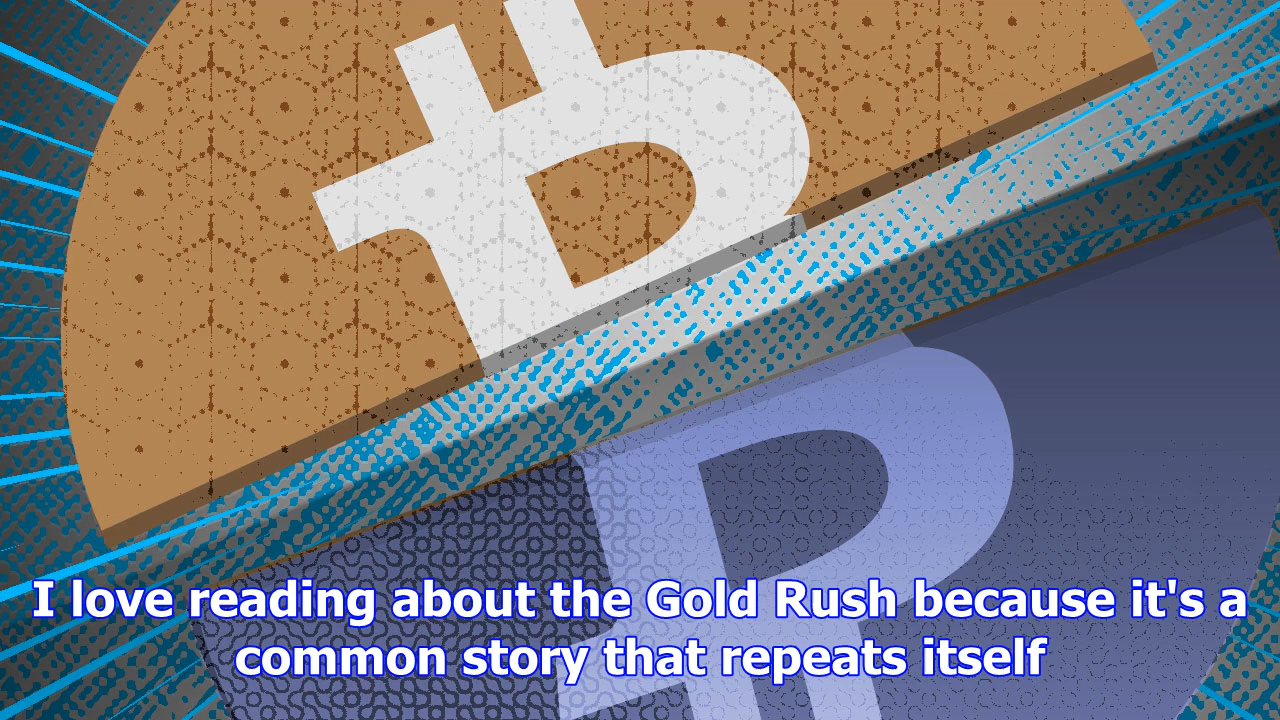 I love reading about the Gold Rush because it's a
common story that repeats itself